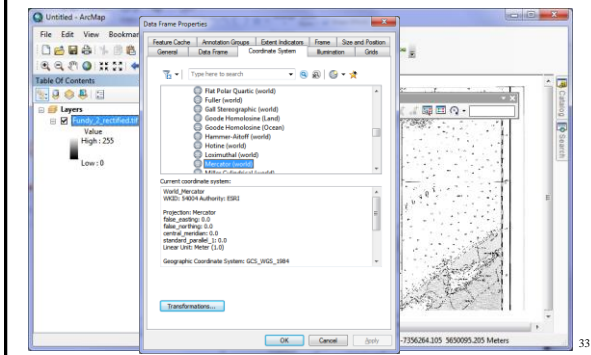 Untitled - ArcMap
File Edit View Bookmar
Table Of Contents
Layers
Fundy_2_rectified.tif
Value
High : 255
Low : 0
Data Frame Properties
Feature Cache Annotation Groups Extent Indicators Frame Size and Position
General Data Frame Coordinate System Illumination Grids
Type here to search
Flat Polar Quartic (world)
Fuller (world)
Gall Stereographic (world)
Goode Homolosine (Land)
Goode Homolosine (Ocean)
Hammer-Aitoff (world)
Hotine (world)
Loximuthal (world)
Mercator (world)
Miller Cylindrical (world)
Current coordinate system:
World_Mercator
WKID: 54004 Authority: ESRI
Projection: Mercator
false_easting: 0.0
false_northing: 0.0
central_meridian: 0.0
standard_parallel_1: 0.0
Linear Unit: Meter (1.0)
Geographic Coordinate System: GCS_WGS_1984
Transformations...
OK Cancel Apply
Catalog
Search
-7356264.105 5650095.205 Meters
33